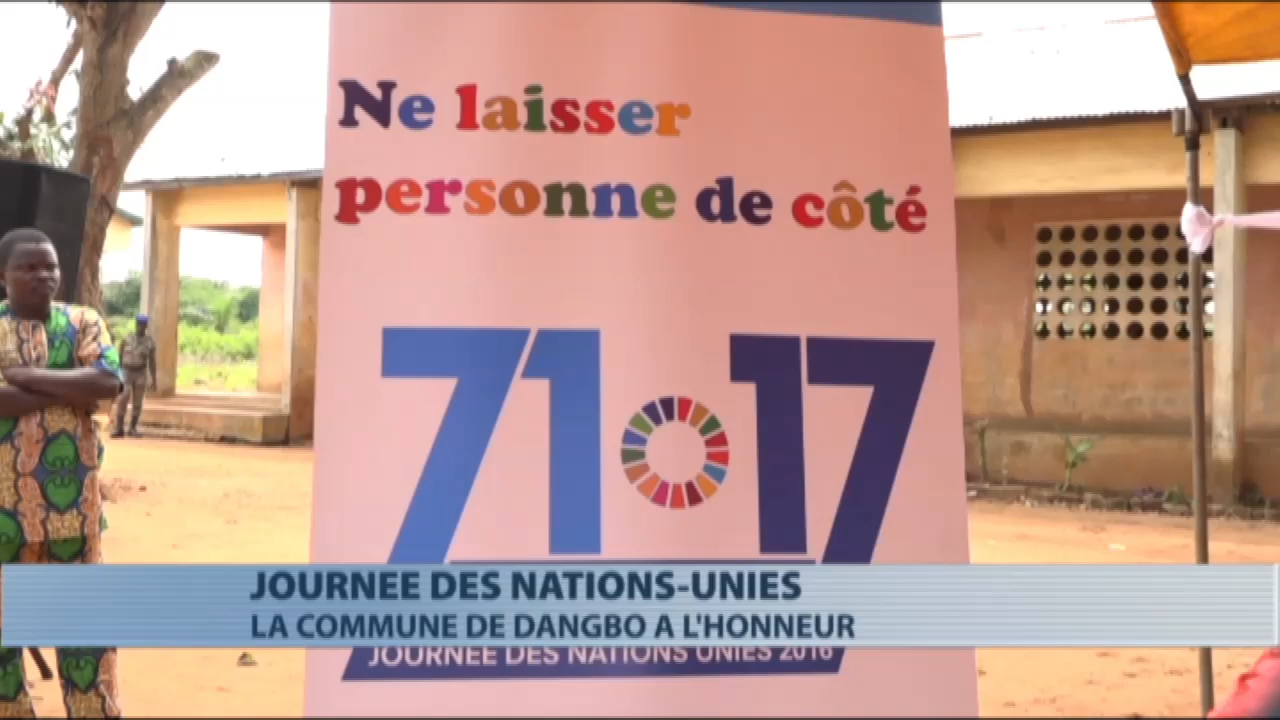 Ne laisser
personne de côté
71 17
JOURNEE DES NATIONS-UNIES
LA COMMUNE DE DANGBO A L'HONNEUR
JOURNÉE DES NATIONS UNIES 2016